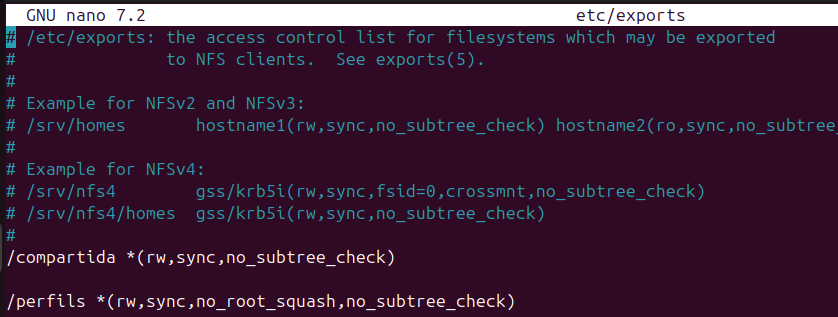 GNU nano 7.2 etc/exports
# /etc/exports: the access control list for filesystems which may be exported
# to NFS clients. See exports(5).
#
# Example for NFSv2 and NFSv3:
# /srv/homes hostname1(rw,sync,no_subtree_check) hostname2(ro,sync,no_subtree_
#
# Example for NFSv4:
# /srv/nfs4 gss/krb5i(rw,sync,fsid=0,crossmnt,no_subtree_check)
# /srv/nfs4/homes gss/krb5i(rw,sync,no_subtree_check)
#
/compartida *(rw,sync,no_subtree_check)
/perfils *(rw,sync,no_root_squash,no_subtree_check)